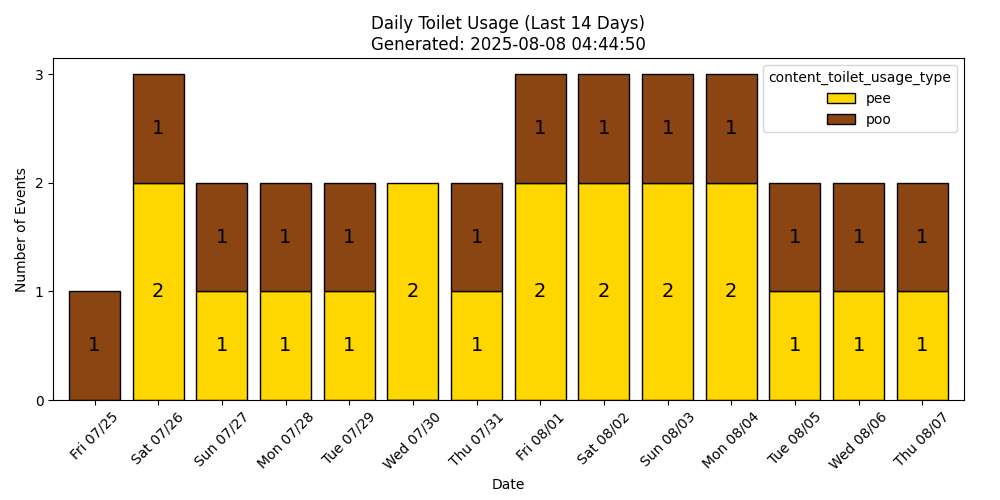 Daily Toilet Usage (Last 14 Days)
Generated: 2025-08-08 04:44:50
content_toilet_usage_type
pee
poo
Number of Events
3
2
1
0
1
1 2
1 1
1 1
1 1
2
1 1
1 2
1 2
1 2
1 2
1 1
1 1
1 1
Fri 07/25
Sat 07/26
Sun 07/27
Mon 07/28
Tue 07/29
Wed 07/30
Thu 07/31
Fri 08/01
Sat 08/02
Sun 08/03
Mon 08/04
Tue 08/05
Wed 08/06
Thu 08/07
Date